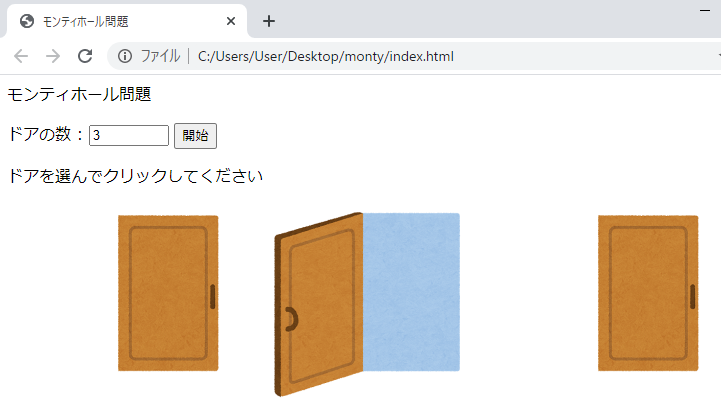 モンティホール問題
ファイル C:/Users/User/Desktop/monty/index.html
モンティホール問題
ドアの数：3 開始
ドアを選んでクリックしてください